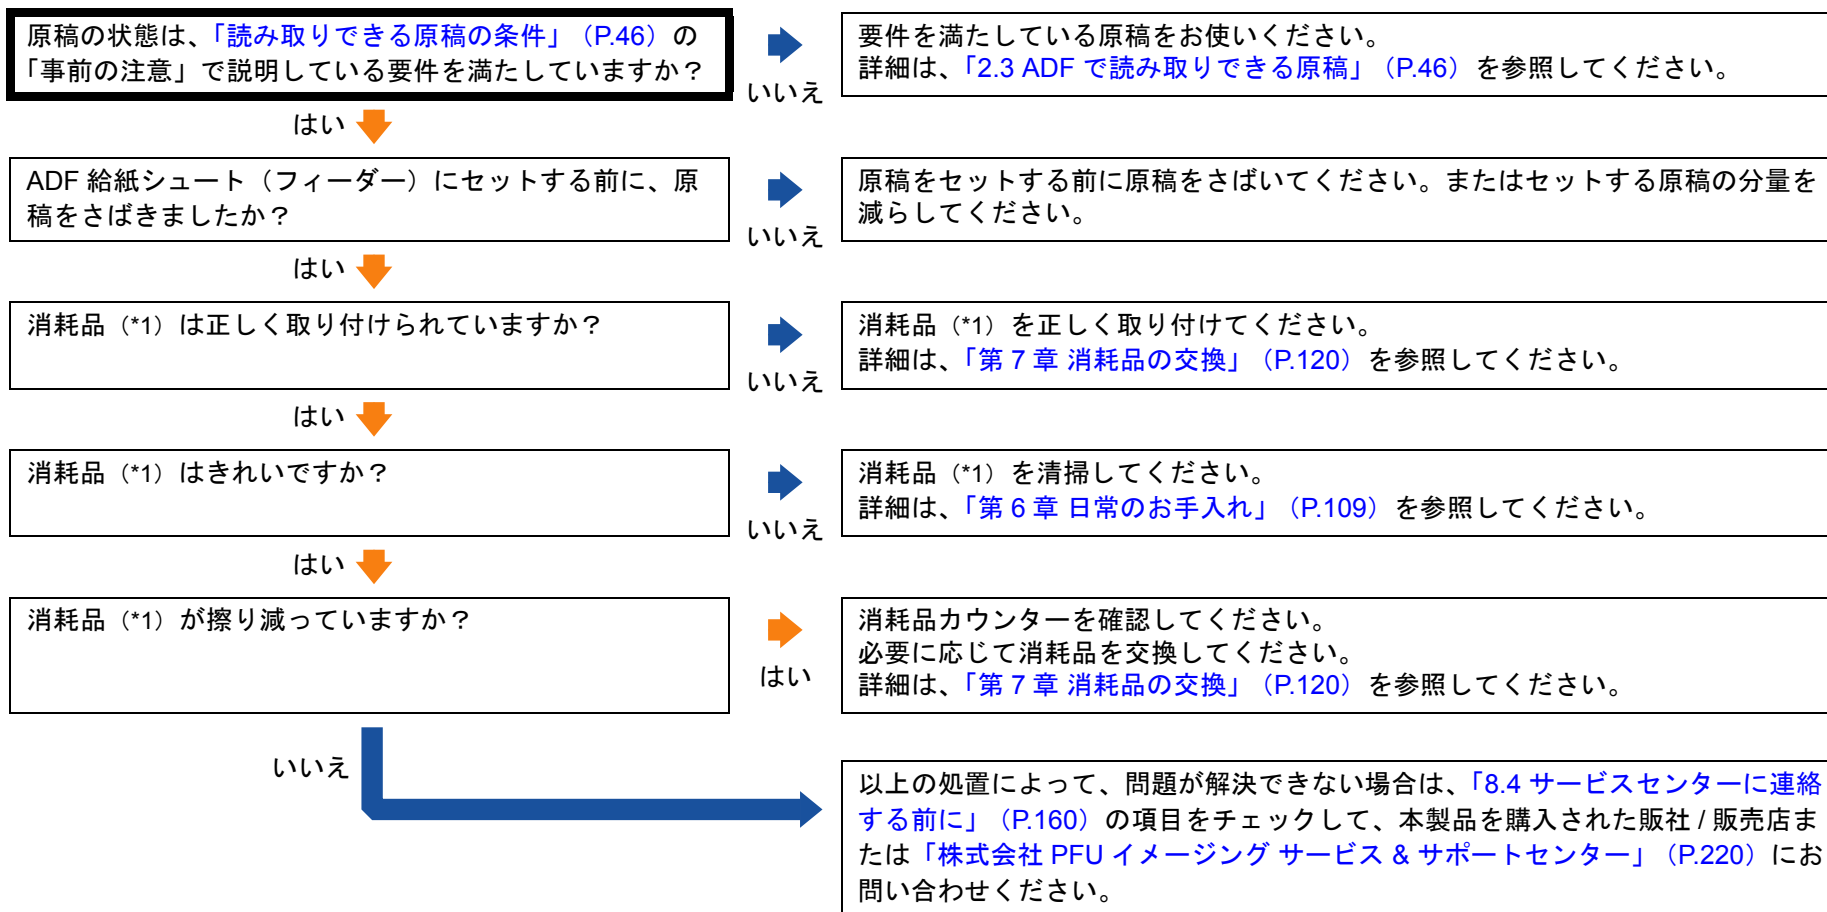 原稿の状態は、「読み取りできる原稿の条件」（P.46）の
「事前の注意」で説明している要件を満たしていますか？
いいえ
要件を満たしている原稿をお使いください。
詳細は、「2.3 ADF で読み取りできる原稿」（P.46）を参照してください。
はい
ADF 給紙シュート（フィーダー）にセットする前に、原
稿をさばきましたか？
いいえ
原稿をセットする前に原稿をさばいてください。またはセットする原稿の分量を
減らしてください。
はい
消耗品（*1）は正しく取り付けられていますか？
いいえ
消耗品（*1）を正しく取り付けてください。
詳細は、「第 7 章 消耗品の交換」（P.120）を参照してください。
はい
消耗品（*1）はきれいですか？
いいえ
消耗品（*1）を清掃してください。
詳細は、「第 6 章 日常のお手入れ」（P.109）を参照してください。
はい
消耗品（*1）が擦り減っていますか？
はい
消耗品カウンターを確認してください。
必要に応じて消耗品を交換してください。
詳細は、「第 7 章 消耗品の交換」（P.120）を参照してください。
いいえ
以上の処置によって、問題が解決できない場合は、「8.4 サービスセンターに連絡
する前に」（P.160）の項目をチェックして、本製品を購入された販社 / 販売店ま
たは「株式会社 PFU イメージング サービス & サポートセンター」（P.220）にお
問い合わせください。